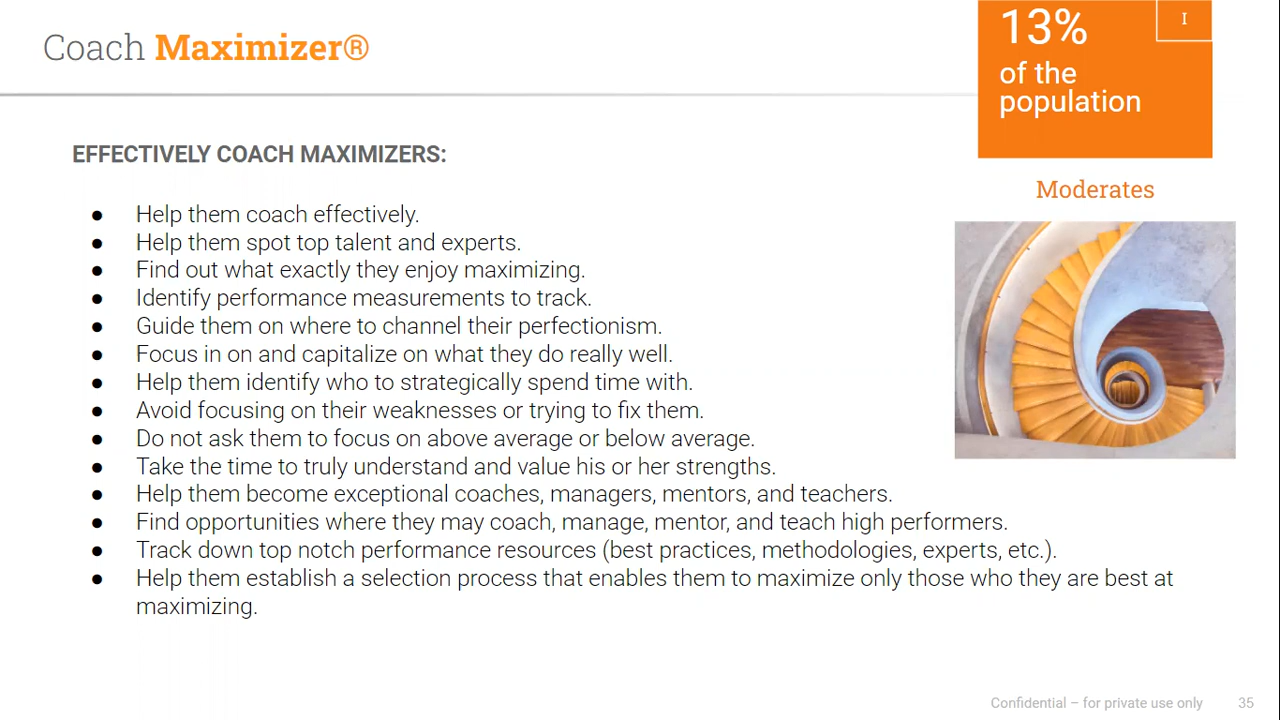 Coach Maximizer®
13%
I
of the
population
EFFECTIVELY COACH MAXIMIZERS:
Moderates
● Help them coach effectively.
● Help them spot top talent and experts.
● Find out what exactly they enjoy maximizing.
● Identify performance measurements to track.
● Guide them on where to channel their perfectionism.
● Focus in on and capitalize on what they do really well.
● Help them identify who to strategically spend time with.
● Avoid focusing on their weaknesses or trying to fix them.
● Do not ask them to focus on above average or below average.
● Take the time to truly understand and value his or her strengths.
● Help them become exceptional coaches, managers, mentors, and teachers.
● Find opportunities where they may coach, manage, mentor, and teach high performers.
● Track down top notch performance resources (best practices, methodologies, experts, etc.).
● Help them establish a selection process that enables them to maximize only those who they are best at
maximizing.
Confidential – for private use only 35